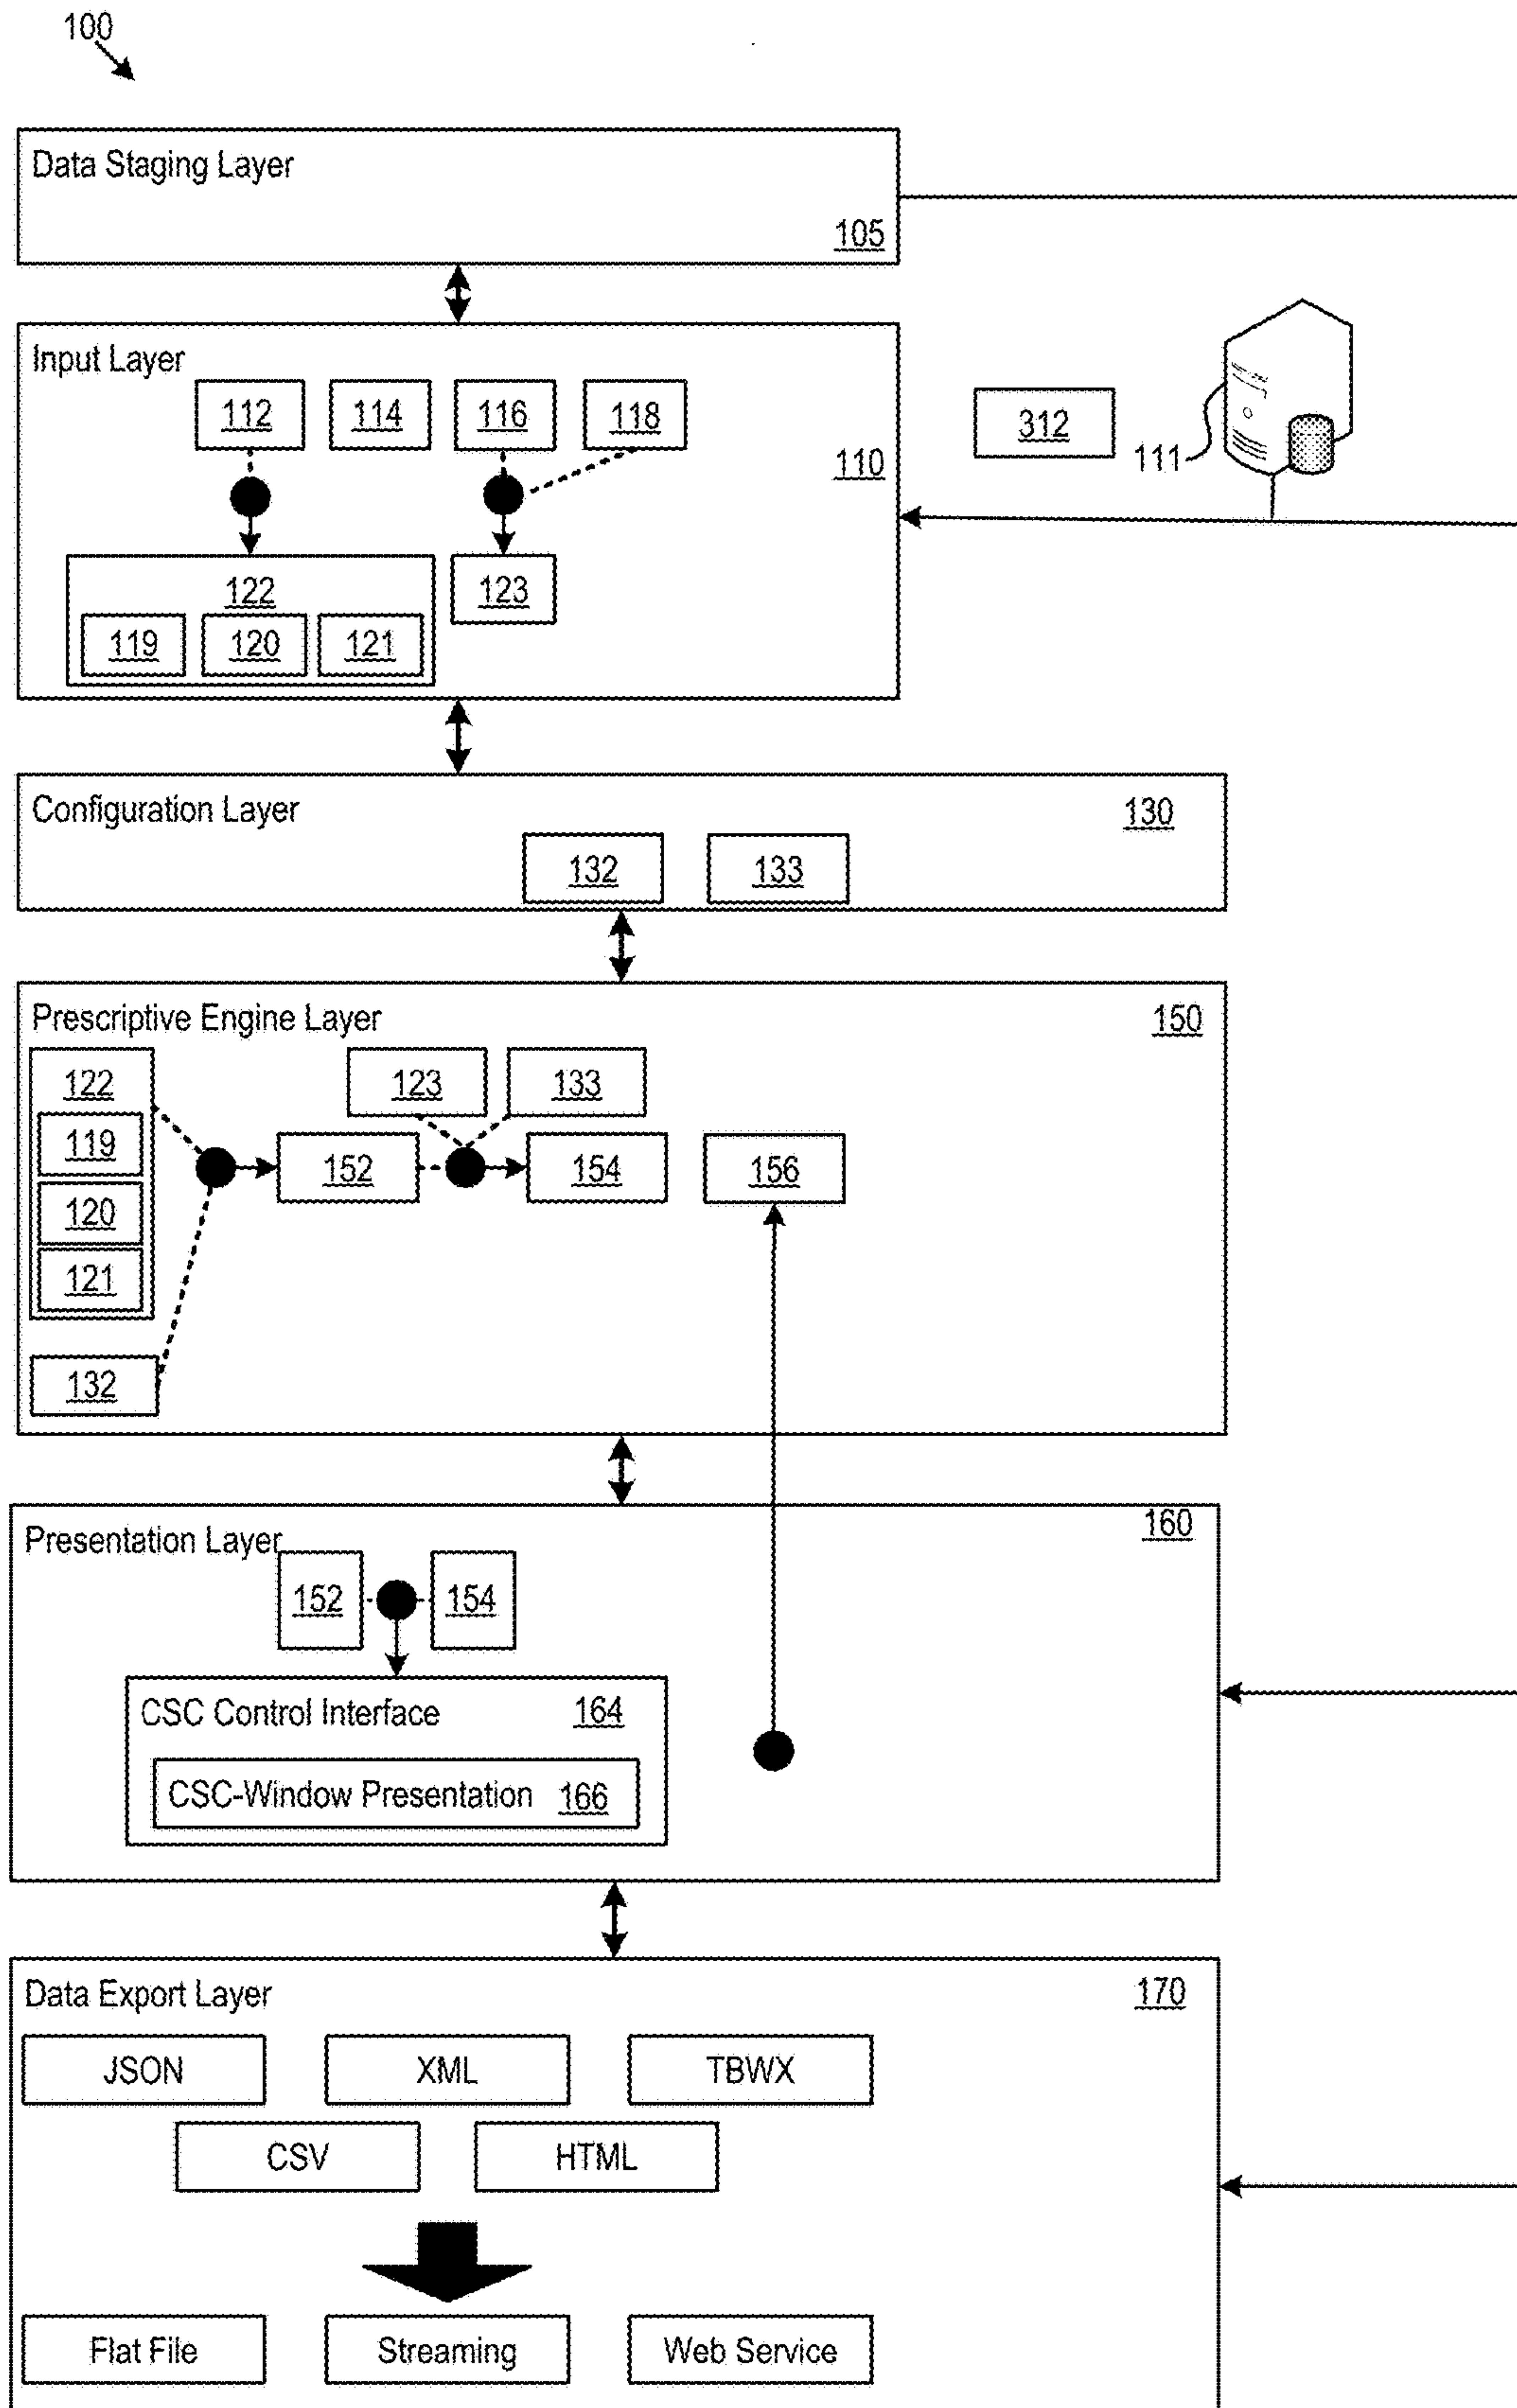 100
Data Staging Layer
105
Input Layer
112 114 116 118
110
312
111
122
123
119 120 121
Configuration Layer
130
132 133
Prescriptive Engine Layer
150
122
123 133
119
152 154 156
120
121
132
Presentation Layer
160
152 154
CSC Control Interface 164
CSC-Window Presentation 166
Data Export Layer
170
JSON XML TBWX
CSV HTML
Flat File Streaming Web Service